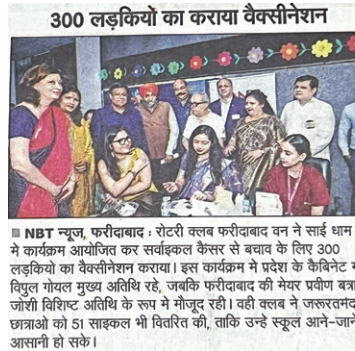 300 लड़कियों का कराया वैक्सीनेशन
NBT न्यूज, फरीदाबाद : रोटरी क्लब फरीदाबाद वन ने साई धाम
मे कार्यक्रम आयोजित कर सर्वाइकल कैंसर से बचाव के लिए 300
लड़कियों का वैक्सीनेशन कराया। इस कार्यक्रम मे प्रदेश के कैबिनेट
विपुल गोयल मुख्य अतिथि रहे, जबकि फरीदाबाद की मेयर प्रवीण बत्रा
जोशी विशिष्ट अतिथि के रूप मे मौजूद रही। वही क्लब ने जरूरतमंद
छात्राओ को 51 साइकल भी वितरित की, ताकि उन्हे स्कूल आने-जाने
आसानी हो सके।